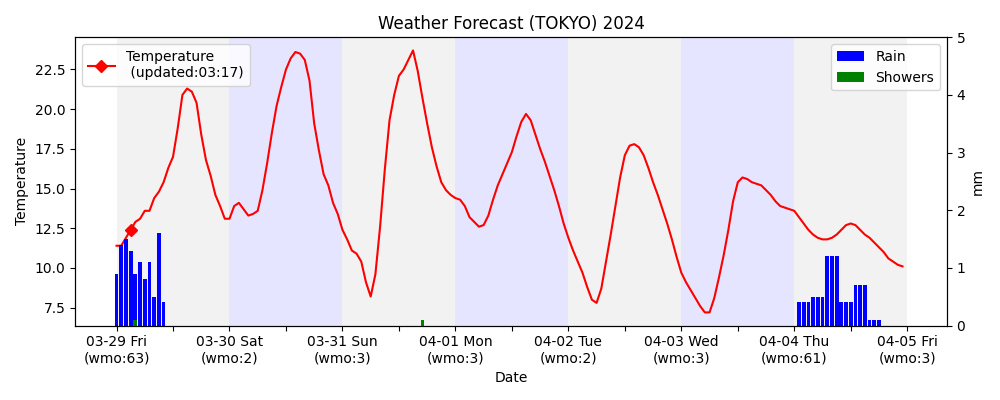 Weather Forecast (TOKYO) 2024
Temperature
(updated:03:17)
Rain
Showers
Temperature
22.5
20.0
17.5
15.0
12.5
10.0
7.5
5
4
3
2
1
0
mm
03-29 Fri
(wmo:63)
03-30 Sat
(wmo:2)
03-31 Sun
(wmo:3)
04-01 Mon
(wmo:3)
04-02 Tue
(wmo:2)
04-03 Wed
(wmo:3)
04-04 Thu
(wmo:61)
04-05 Fri
(wmo:3)
Date